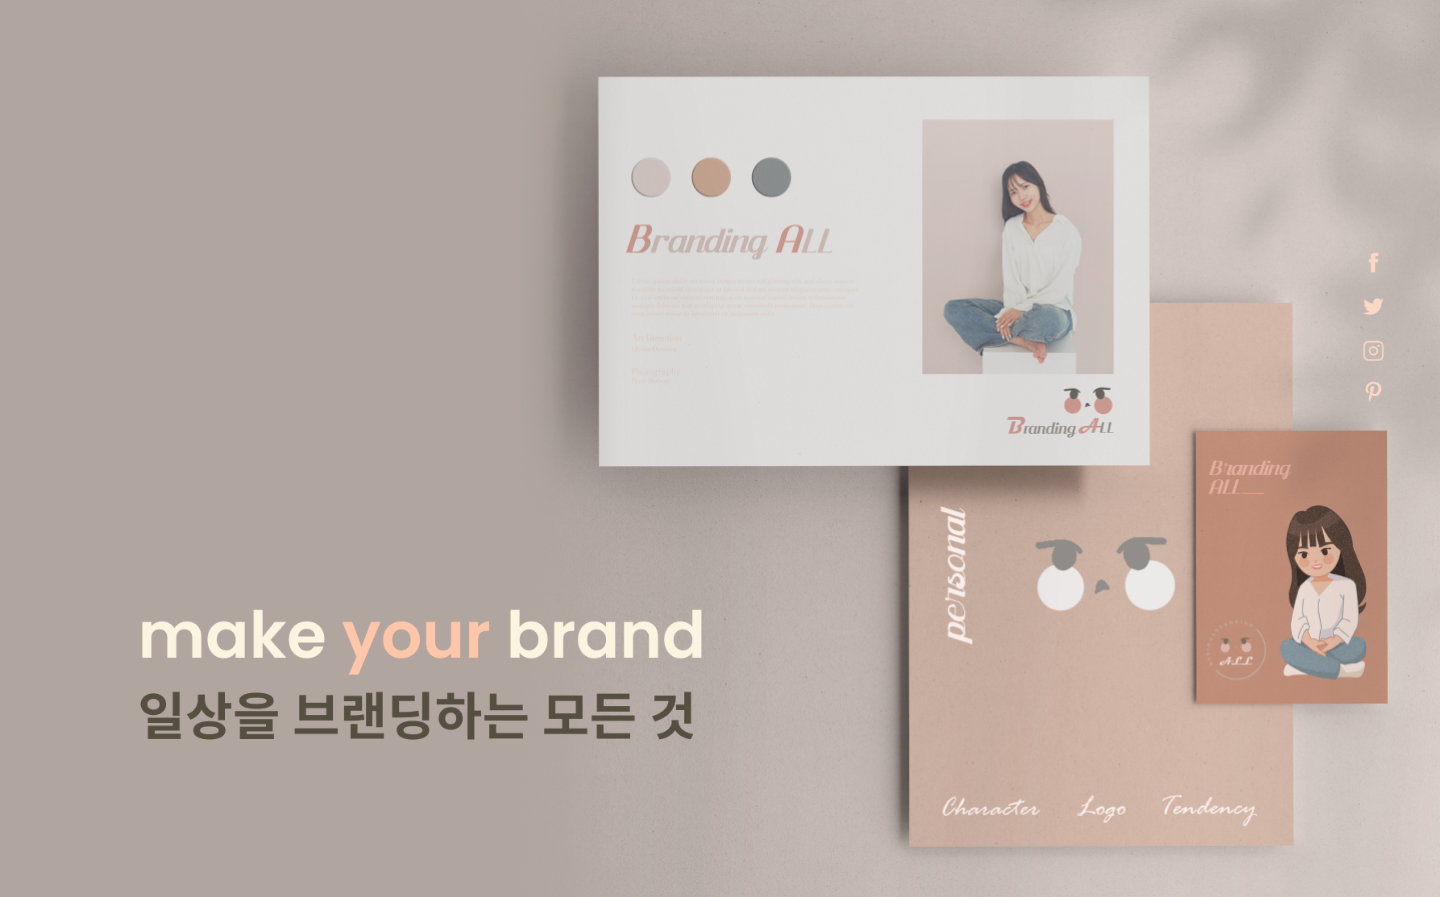 Branding ALL
Branding ALL
personal
Branding
ALL
ALL
Character Logo Tendency
make your brand
일상을 브랜딩하는 모든 것